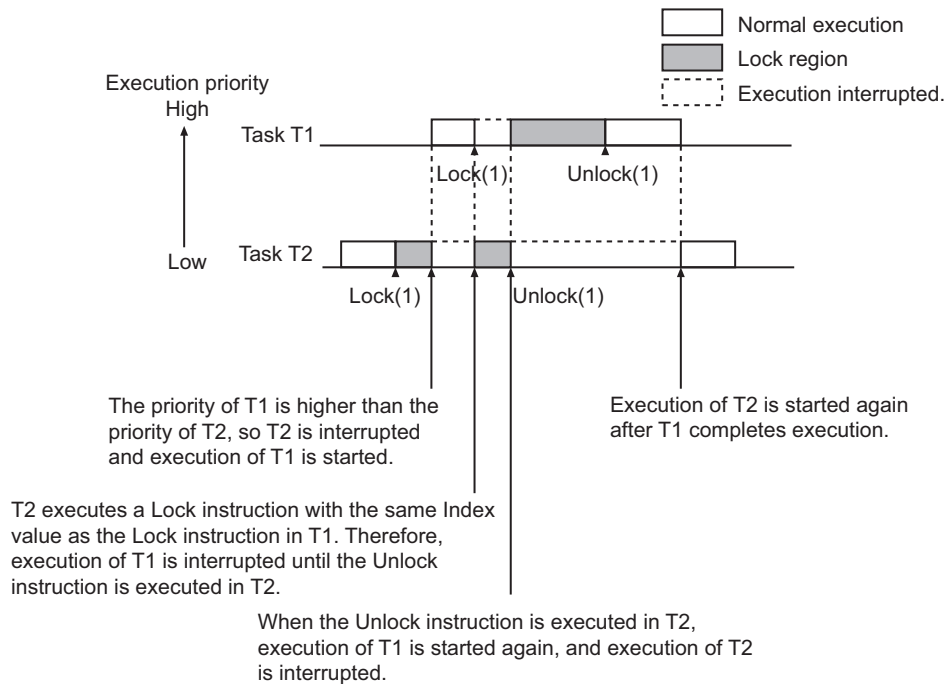 Normal execution
Lock region
Execution interrupted.
Execution priority
High
Task T1
Lock(1)
Unlock(1)
Low
Task T2
Lock(1)
Unlock(1)
The priority of T1 is higher than the
priority of T2, so T2 is interrupted
and execution of T1 is started.
Execution of T2 is started again
after T1 completes execution.
T2 executes a Lock instruction with the same Index
value as the Lock instruction in T1. Therefore,
execution of T1 is interrupted until the Unlock
instruction is executed in T2.
When the Unlock instruction is executed in T2,
execution of T1 is started again, and execution of T2
is interrupted.